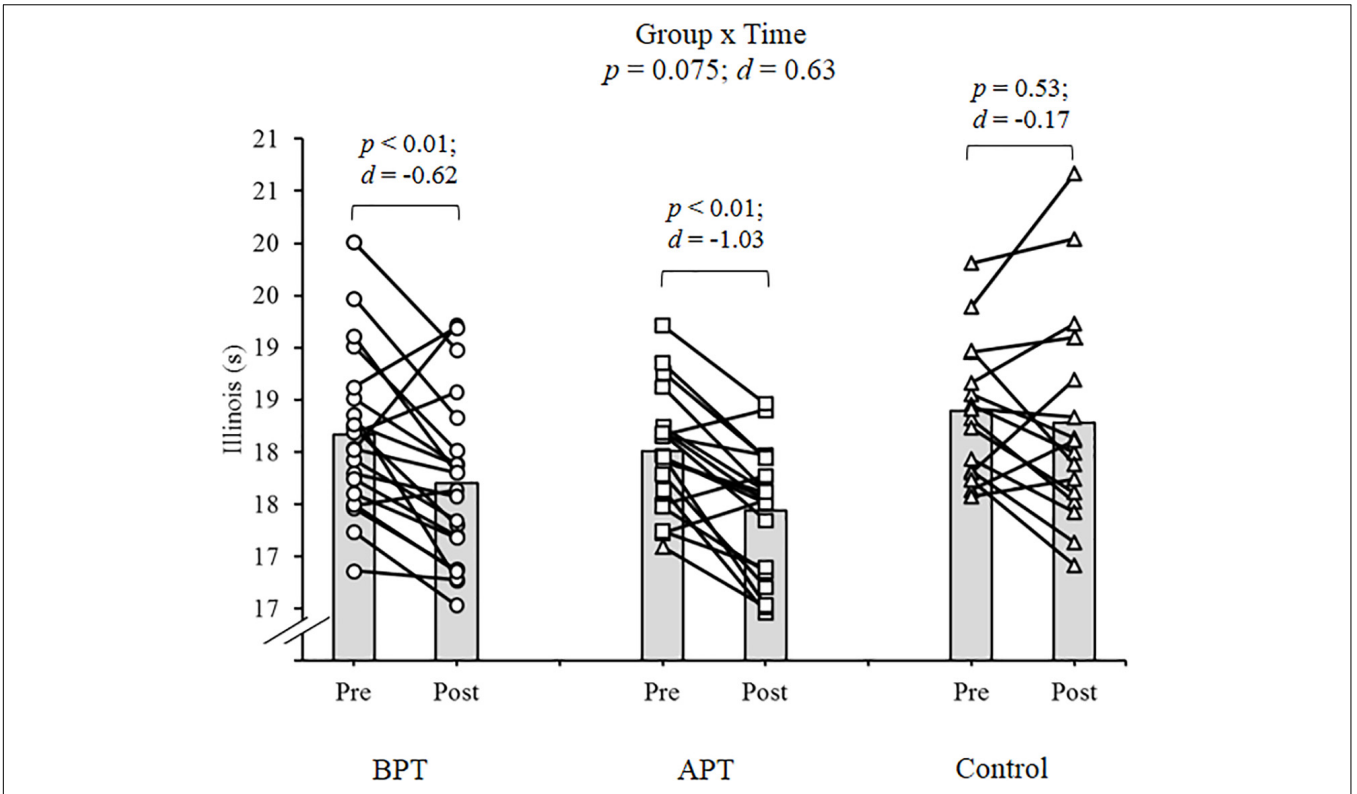 Group x Time
p = 0.075; d = 0.63
p = 0.53;
d = -0.17
p < 0.01;
d = -0.62
p < 0.01;
d = -1.03
21
21
20
20
19
19
18
18
17
17
Illinois (s)
Pre Post Pre Post Pre Post
BPT APT Control